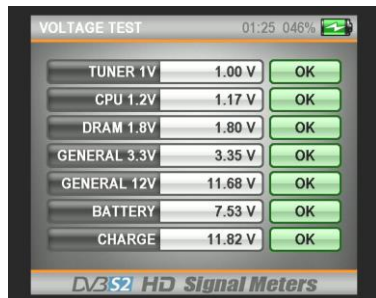 VOLTAGE TEST 01:25 046%
TUNER 1V 1.00 V OK
CPU 1.2V 1.17 V OK
DRAM 1.8V 1.80 V OK
GENERAL 3.3V 3.35 V OK
GENERAL 12V 11.68 V OK
BATTERY 7.53 V OK
CHARGE 11.82 V OK
DVB S2 HD Signal Meters